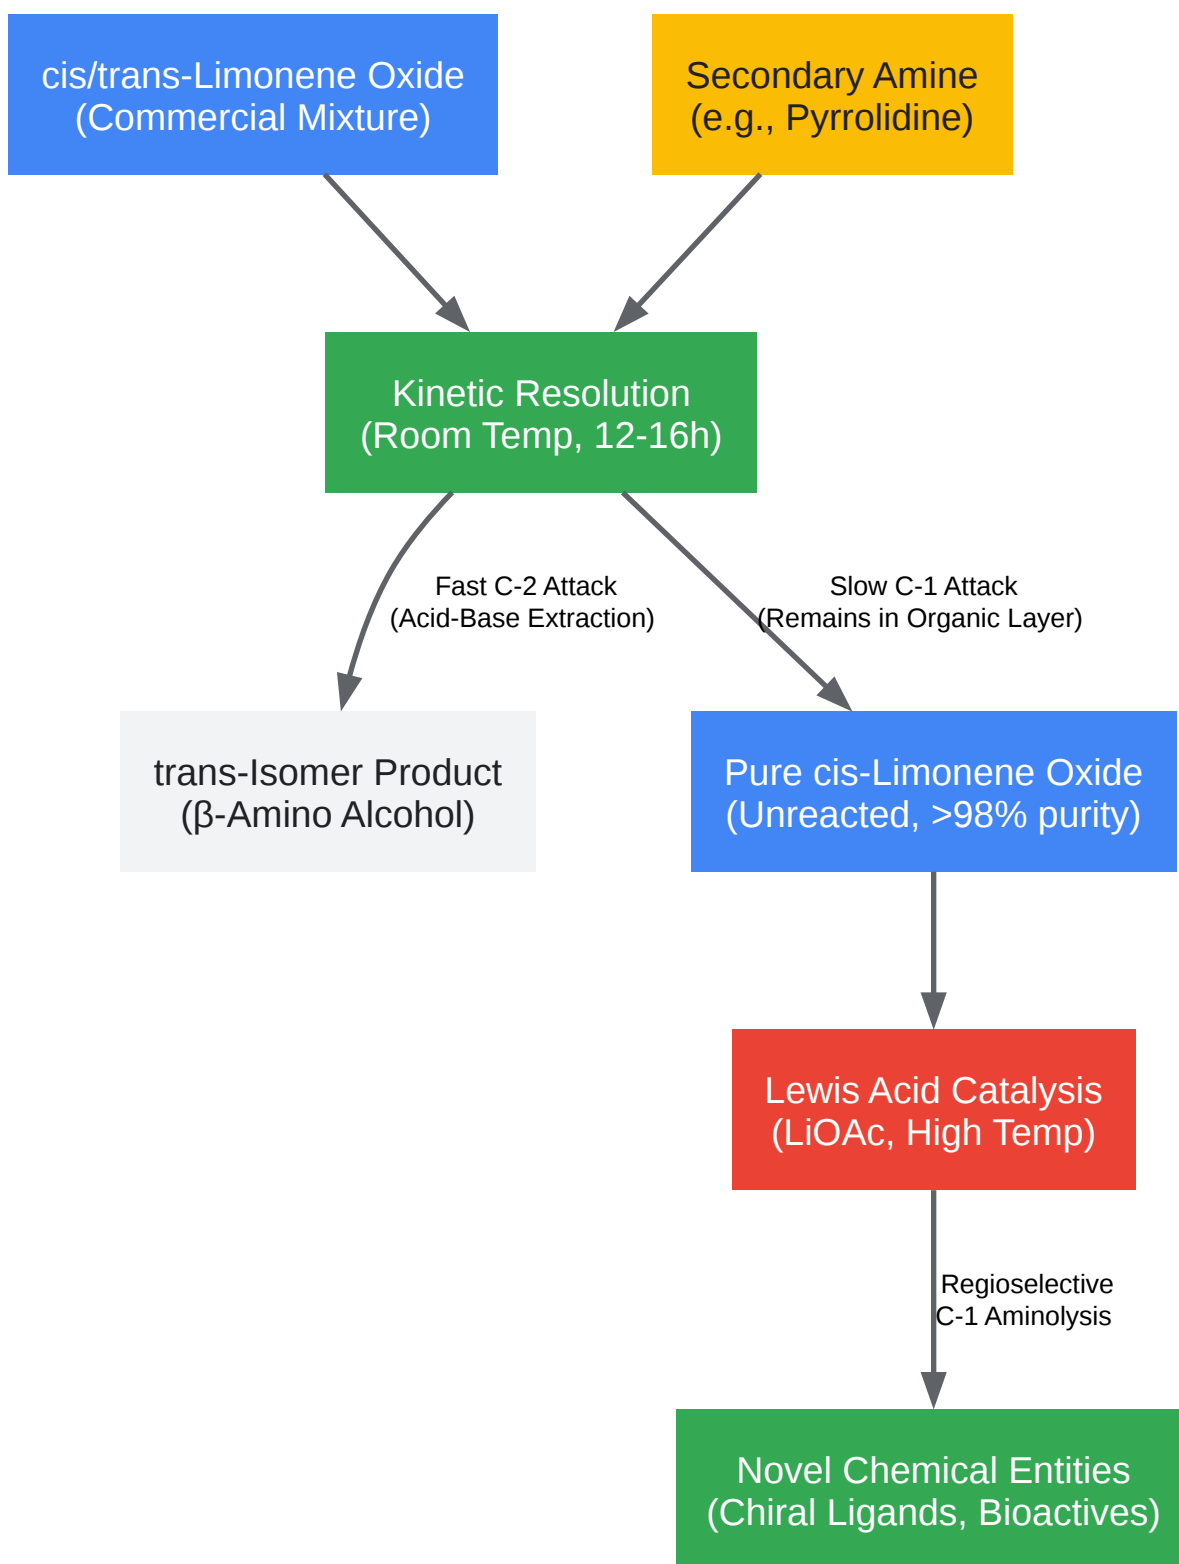 cis/trans-Limonene Oxide
(Commercial Mixture)
Secondary Amine
(e.g., Pyrrolidine)
Kinetic Resolution
(Room Temp, 12-16h)
Fast C-2 Attack
(Acid-Base Extraction)
Slow C-1 Attack
(Remains in Organic Layer)
trans-Isomer Product
(β-Amino Alcohol)
Pure cis-Limonene Oxide
(Unreacted, >98% purity)
Lewis Acid Catalysis
(LiOAc, High Temp)
Regioselective
C-1 Aminolysis
Novel Chemical Entities
(Chiral Ligands, Bioactives)